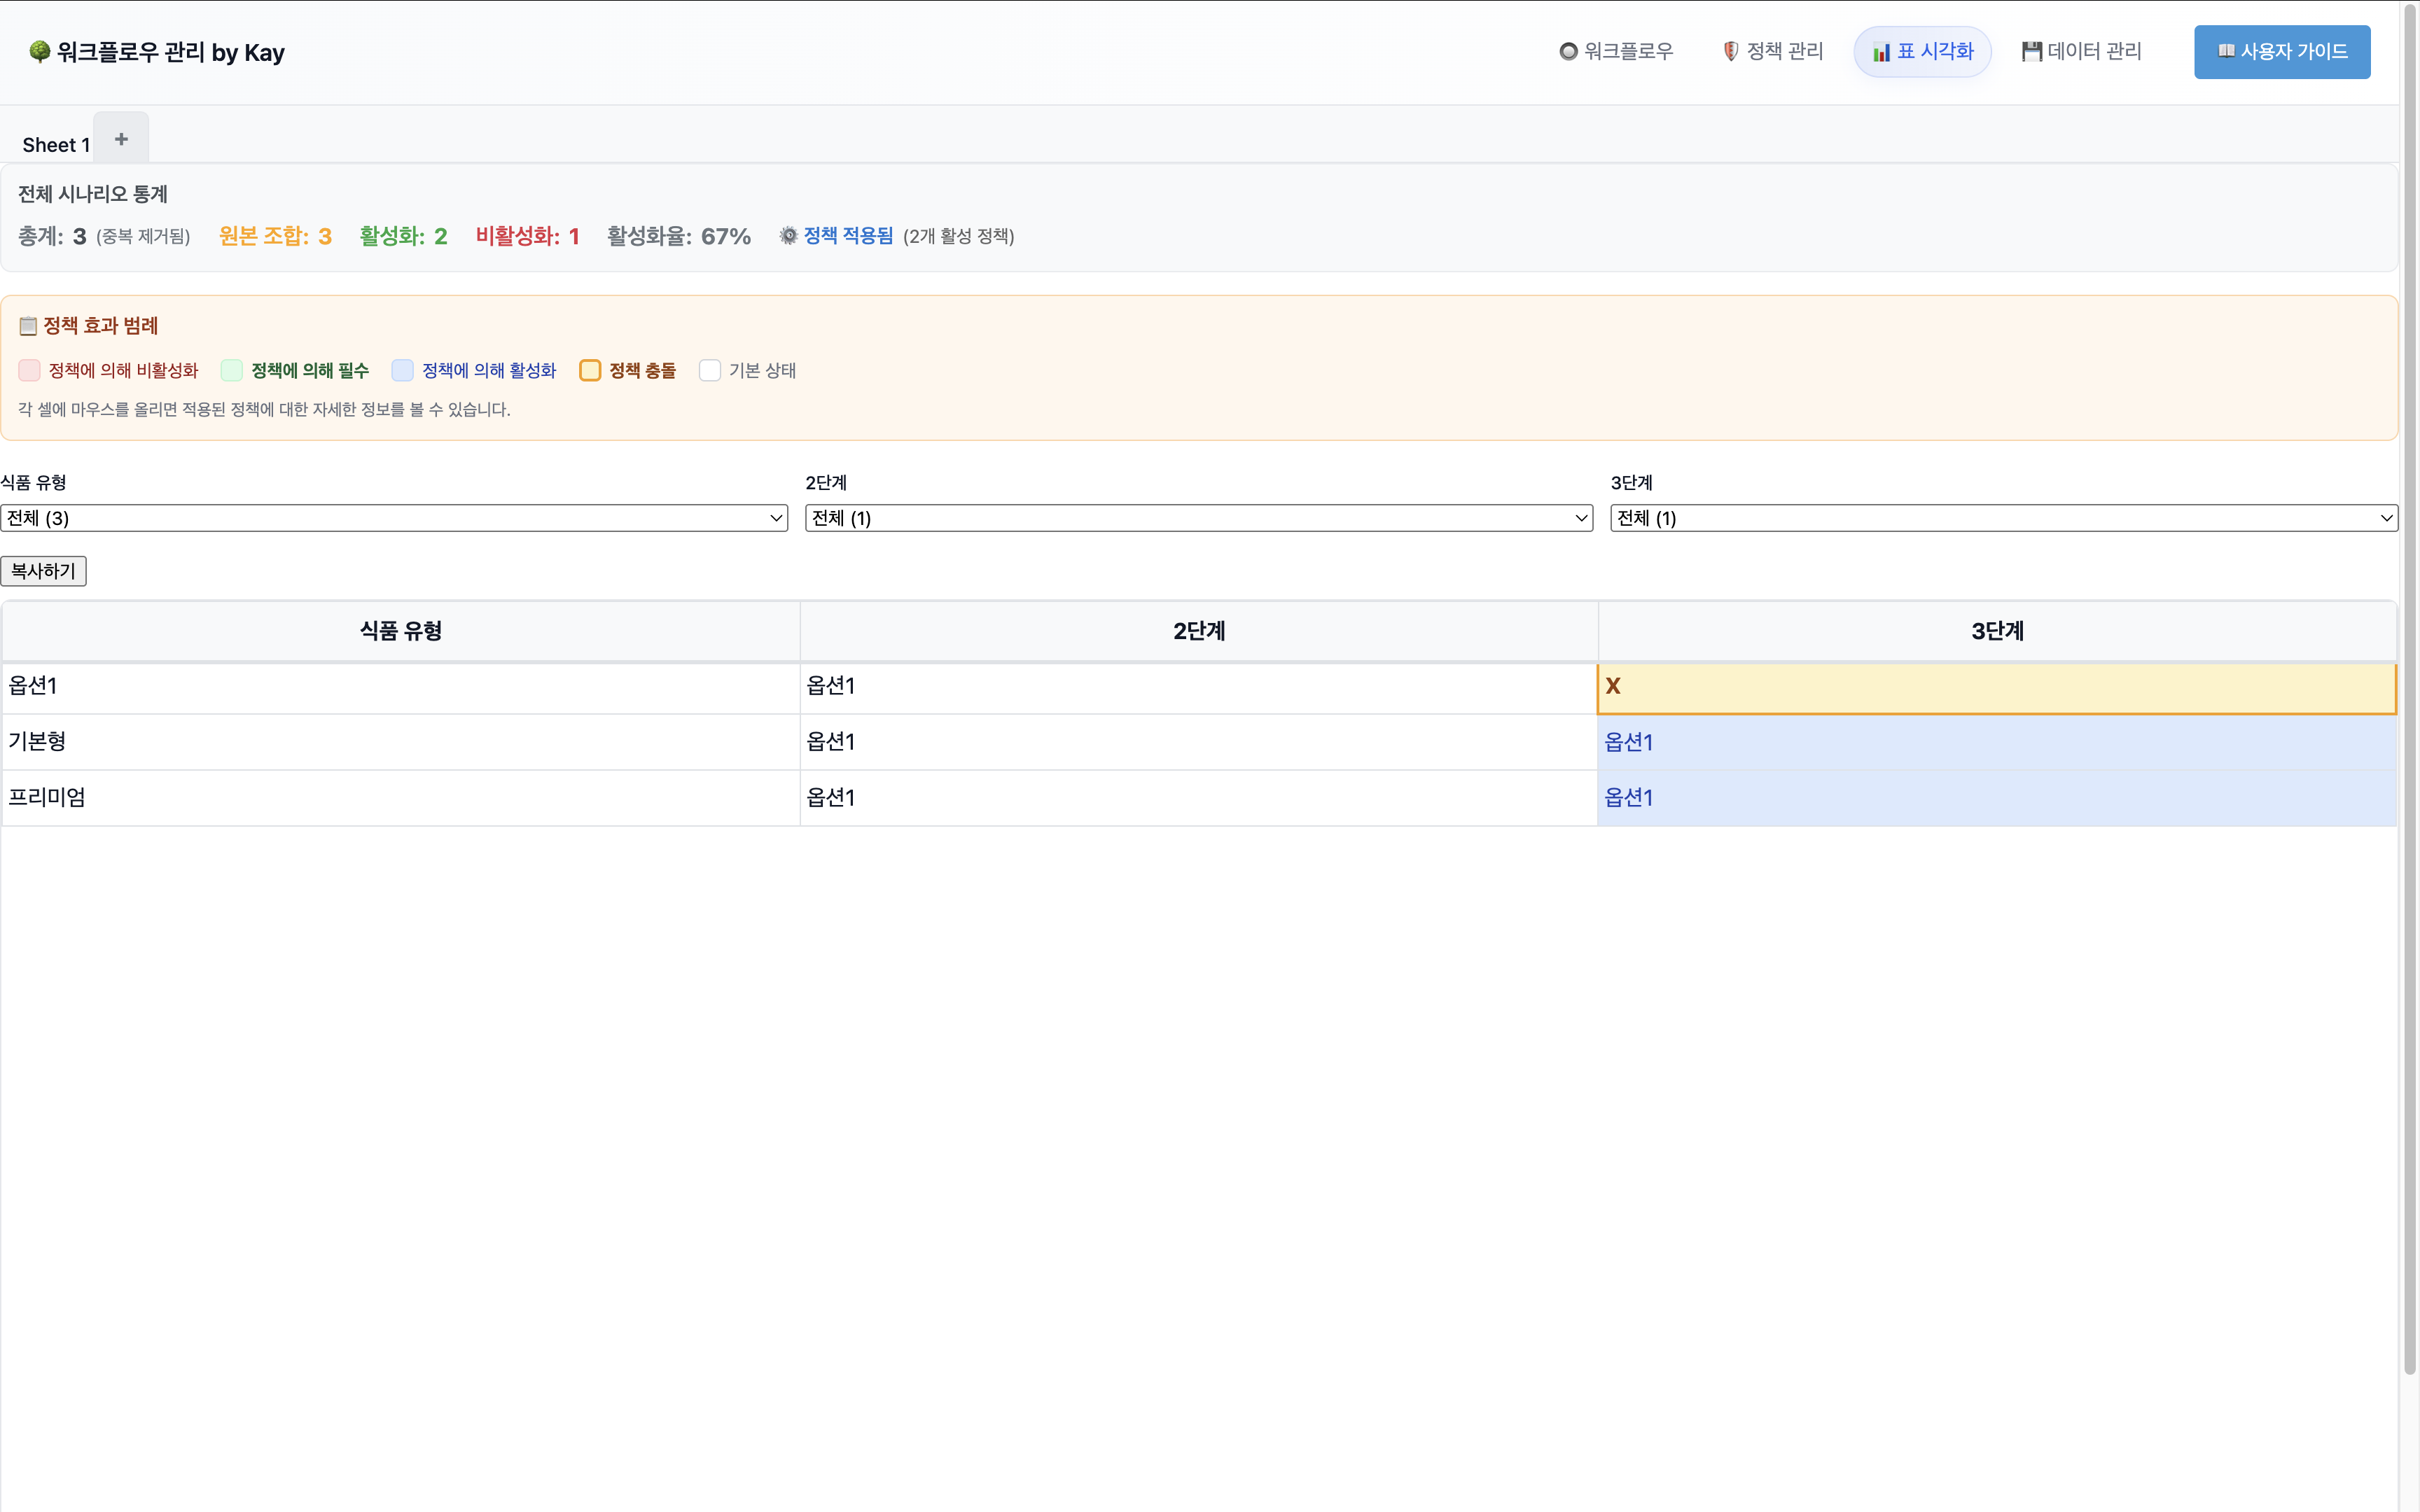 워크플로우 관리 by Kay
워크플로우 정책 관리 표 시각화 데이터 관리 사용자 가이드
Sheet 1 +
전체 시나리오 통계
총계: 3 (중복 제거됨) 원본 조합: 3 활성화: 2 비활성화: 1 활성화율: 67% 정책 적용됨 (2개 활성 정책)
정책 효과 범례
정책에 의해 비활성화 정책에 의해 필수 정책에 의해 활성화 정책 충돌 기본 상태
각 셀에 마우스를 올리면 적용된 정책에 대한 자세한 정보를 볼 수 있습니다.
식품 유형 2단계 3단계
전체 (3) 전체 (1) 전체 (1)
복사하기
식품 유형 2단계 3단계
옵션1 옵션1 X
기본형 옵션1 옵션1
프리미엄 옵션1 옵션1